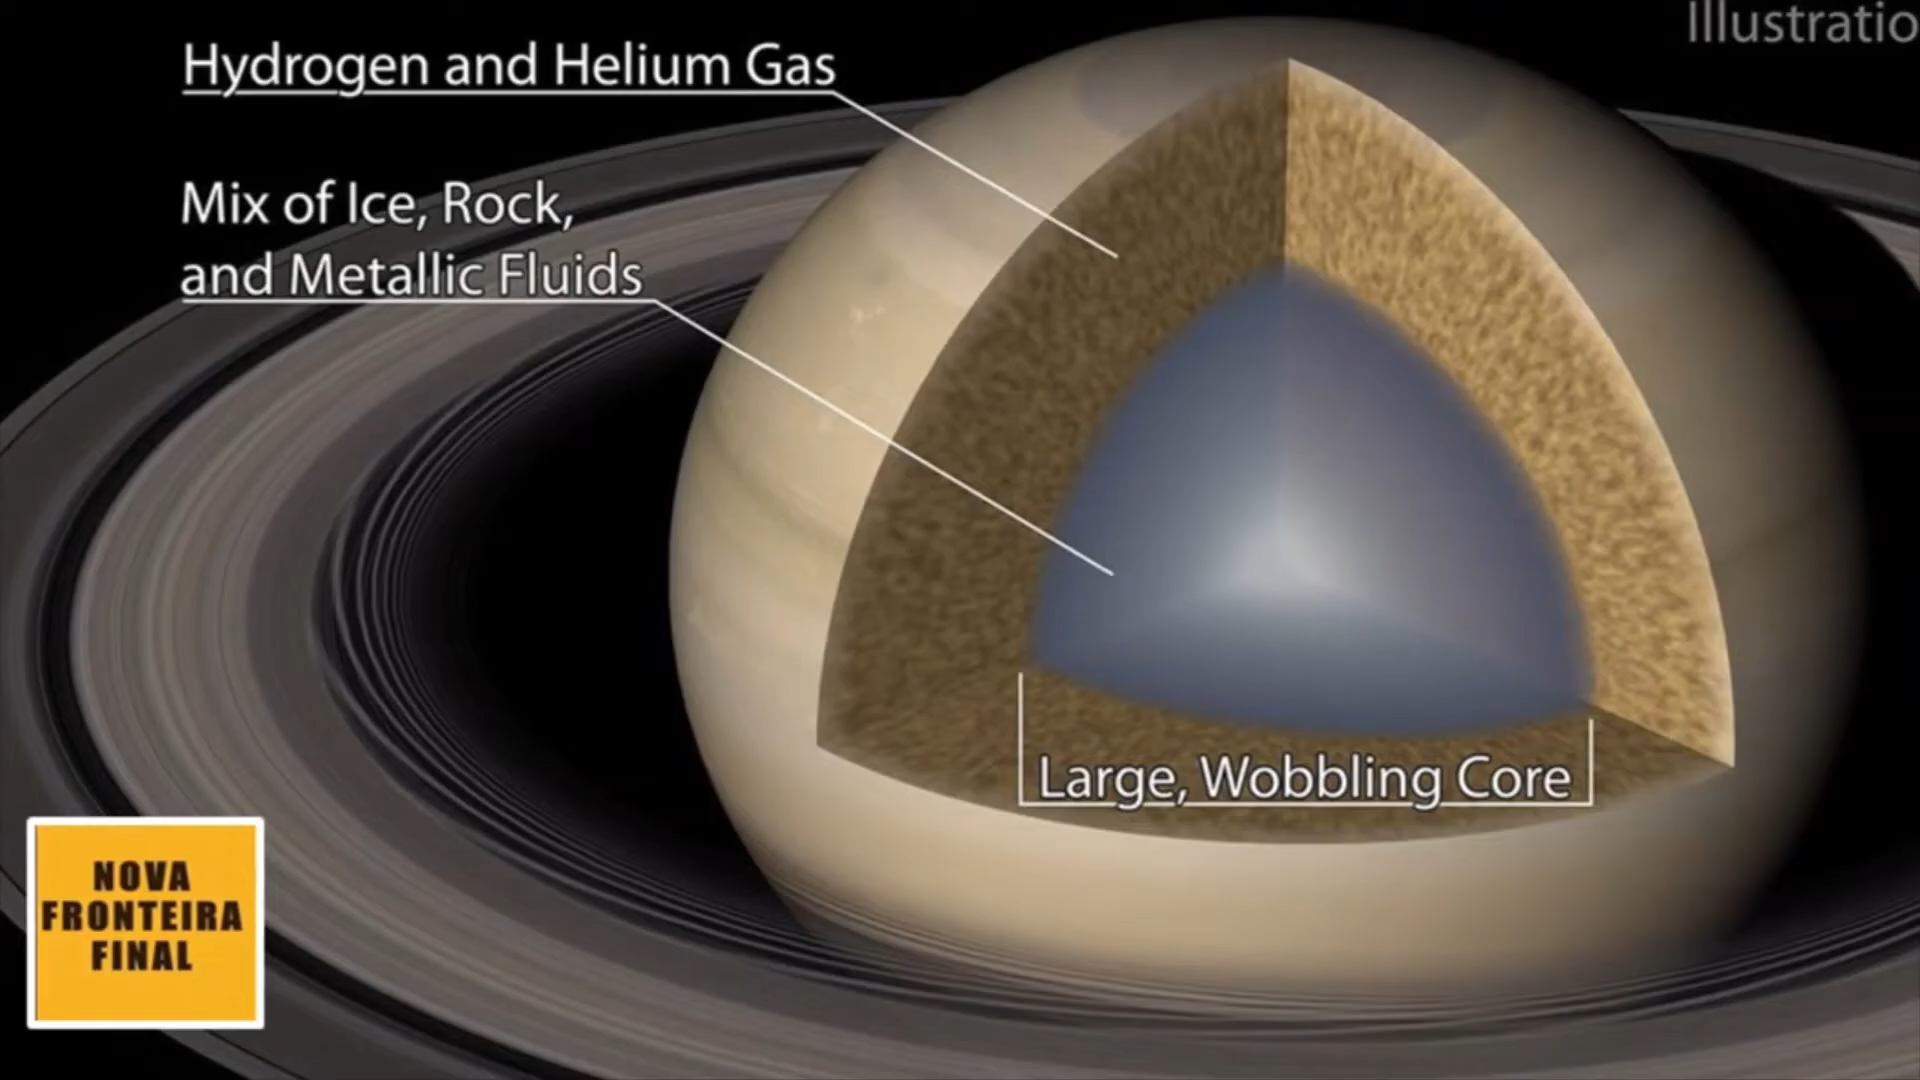 Illustratio
Hydrogen and Helium Gas
Mix of Ice, Rock,
and Metallic Fluids
Large, Wobbling Core
NOVA
FRONTEIRA
FINAL